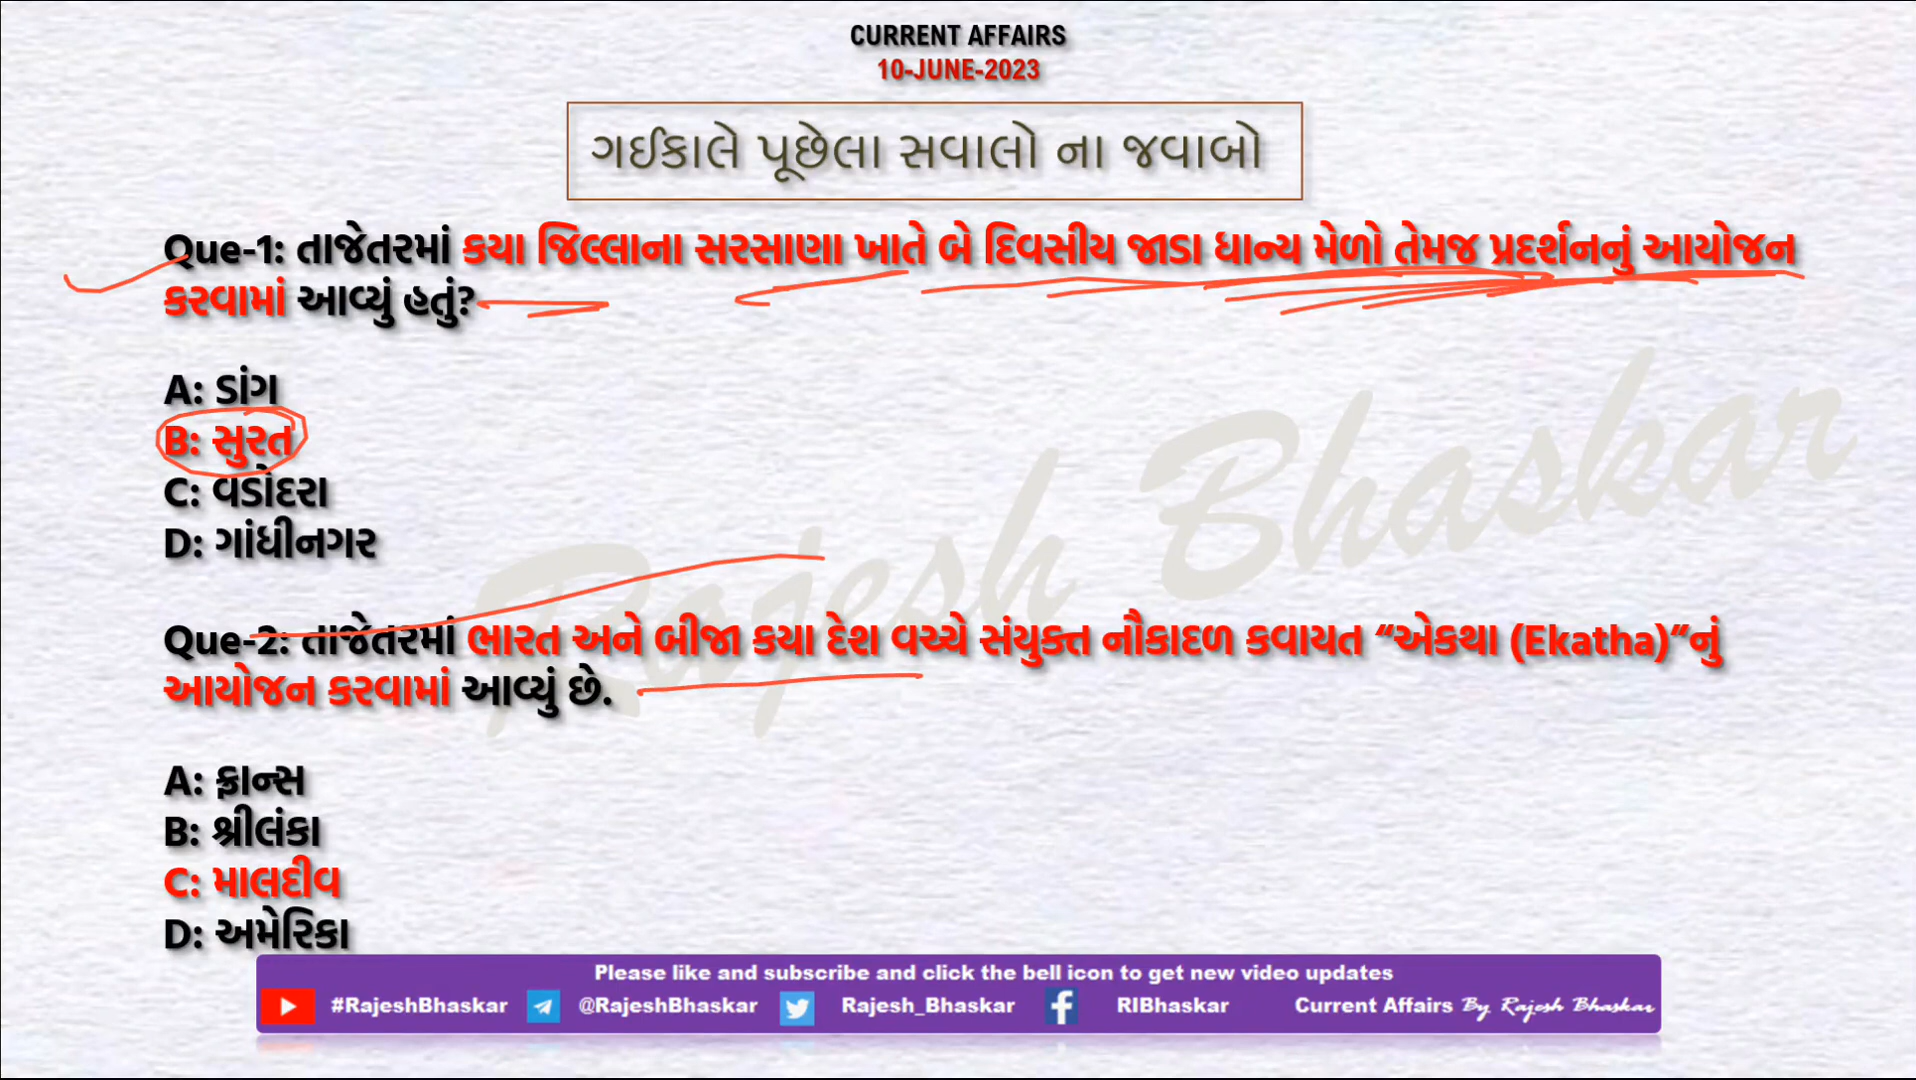 CURRENT AFFAIRS
10-JUNE-2023
ગઈકાલે પૂછેલા સવાલો ના જવાબો
Que-1: તાજેતરમાં કયા જિલ્લાના સરસાણા ખાતે બે દિવસીય જાડા ધાન્ય મેળો તેમજ પ્રદર્શનનું આયોજન
કરવામાં આવ્યું હતું?
A: ડાંગ
B: સુરત
C: વડોદરા
D: ગાંધીનગર
Rajesh Bhaskar
Que-2: તાજેતરમાં ભારત અને બીજા કયા દેશ વચ્ચે સંયુક્ત નૌકાદળ કવાયત “એકથા (Ekatha)”નું
આયોજન કરવામાં આવ્યું છે.
A: ફ્રાન્સ
B: શ્રીલંકા
C: માલદીવ
D: અમેરિકા
Please like and subscribe and click the bell icon to get new video updates
#RajeshBhaskar @RajeshBhaskar Rajesh_Bhaskar RIBhaskar Current Affairs By Rajesh Bhaskar